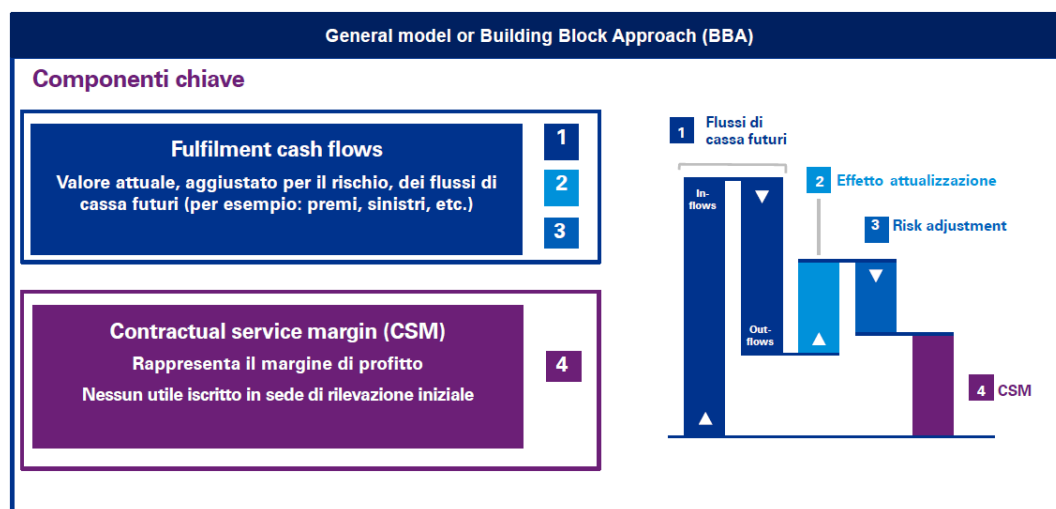 General model or Building Block Approach (BBA)
Componenti chiave
Fulfilment cash flows
Valore attuale, aggiustato per il rischio, dei flussi di
cassa futuri (per esempio: premi, sinistri, etc.)
1
2
3
Contractual service margin (CSM)
Rappresenta il margine di profitto
Nessun utile iscritto in sede di rilevazione iniziale
4
1 Flussi di
cassa futuri
In-
flows
Out-
flows
2 Effetto attualizzazione
3 Risk adjustment
4 CSM